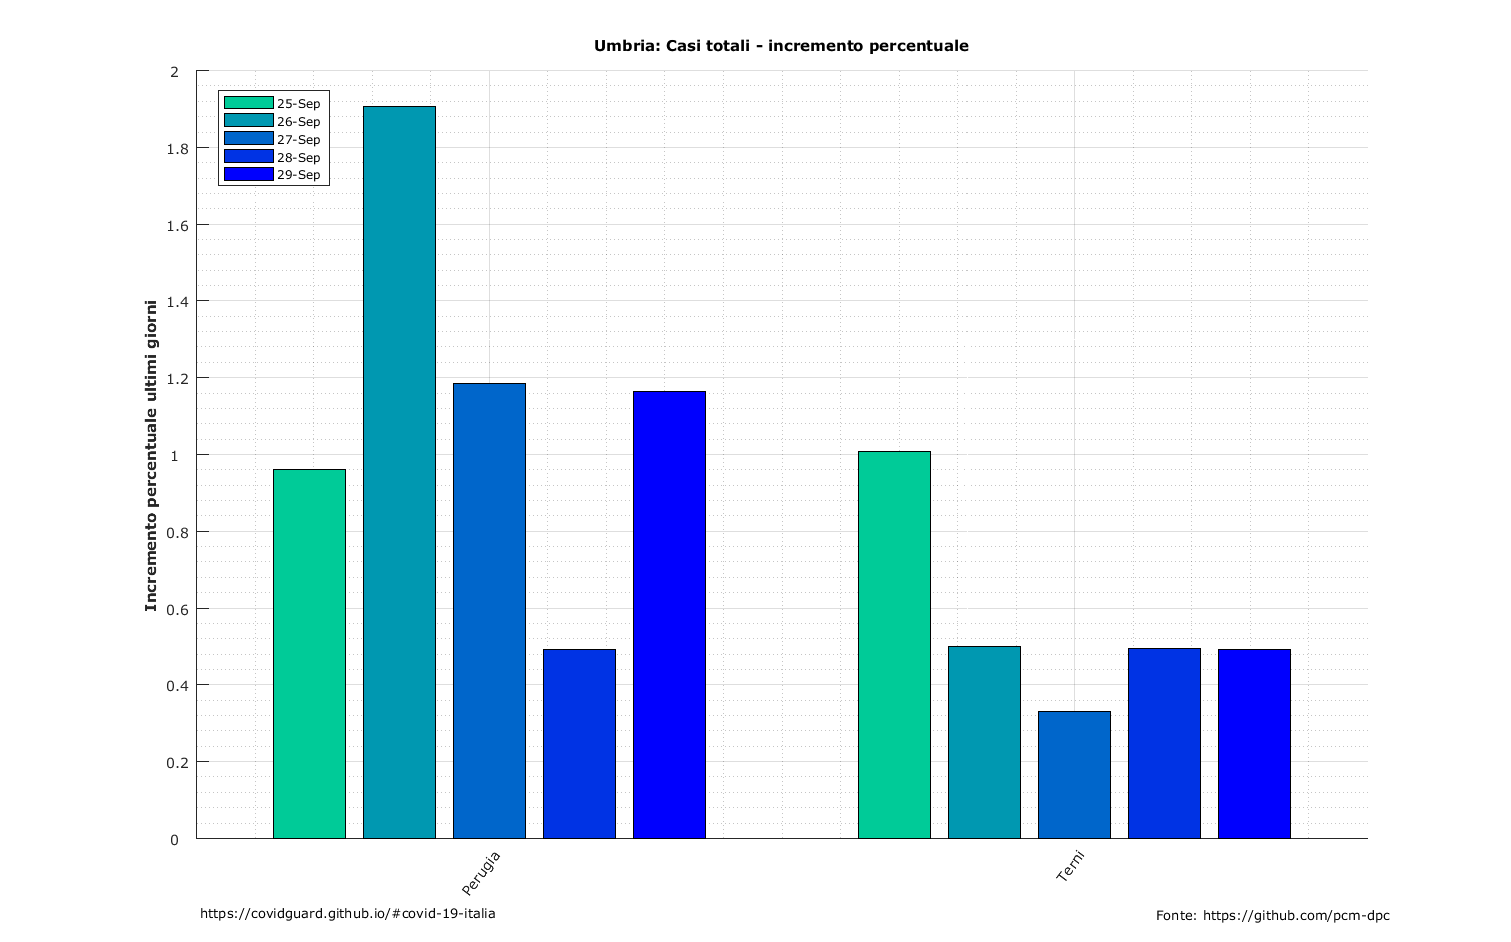 Umbria: Casi totali - incremento percentuale
25-Sep
26-Sep
27-Sep
28-Sep
29-Sep
Incremento percentuale ultimi giorni
2
1.8
1.6
1.4
1.2
1
0.8
0.6
0.4
0.2
0
Perugia
Terni
https://covidguard.github.io/#covid-19-italia
Fonte: https://github.com/pcm-dpc